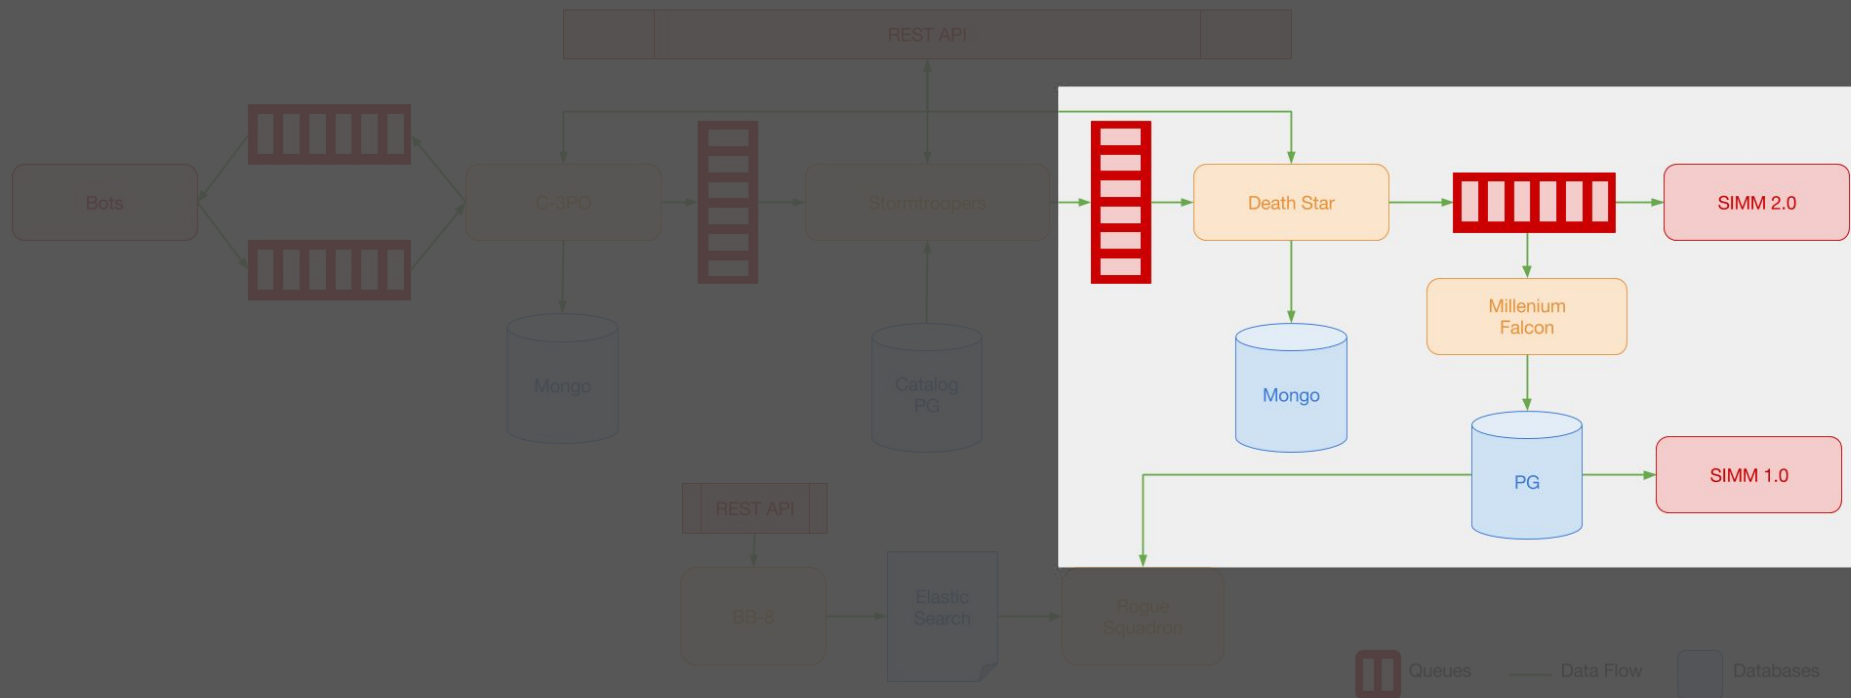 REST API
Bots
C-3PO
Stormtroopers
Death Star
SIMM 2.0
Millenium
Falcon
Mongo
Catalog
PG
Mongo
PG
SIMM 1.0
REST API
BB-8
Elastic
Search
Rogue
Squadron
Queues
Data Flow
Databases